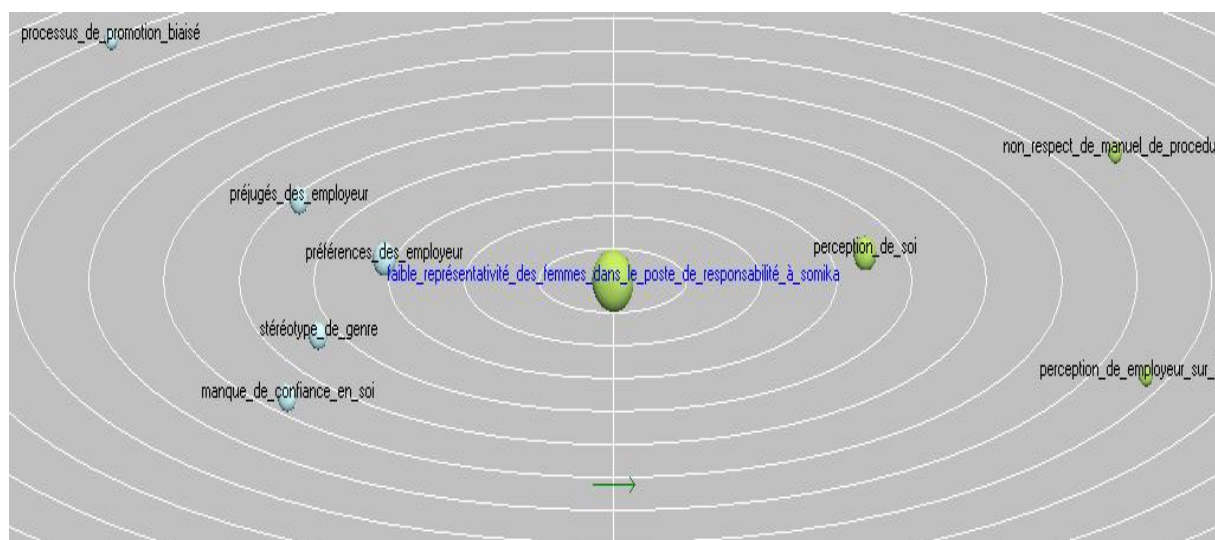 processus_de_promotion_biaisé
non_respect_de_manuel_de_procedu
préjugés_des_employeur
préférences_des_employeur
perception_de_soi
faible_représentativité_des_femmes_dans_le_poste_de_responsabilité_à_somika
stéréotype_de_genre
perception_de_employeur_sur_
manque_de_confiance_en_soi